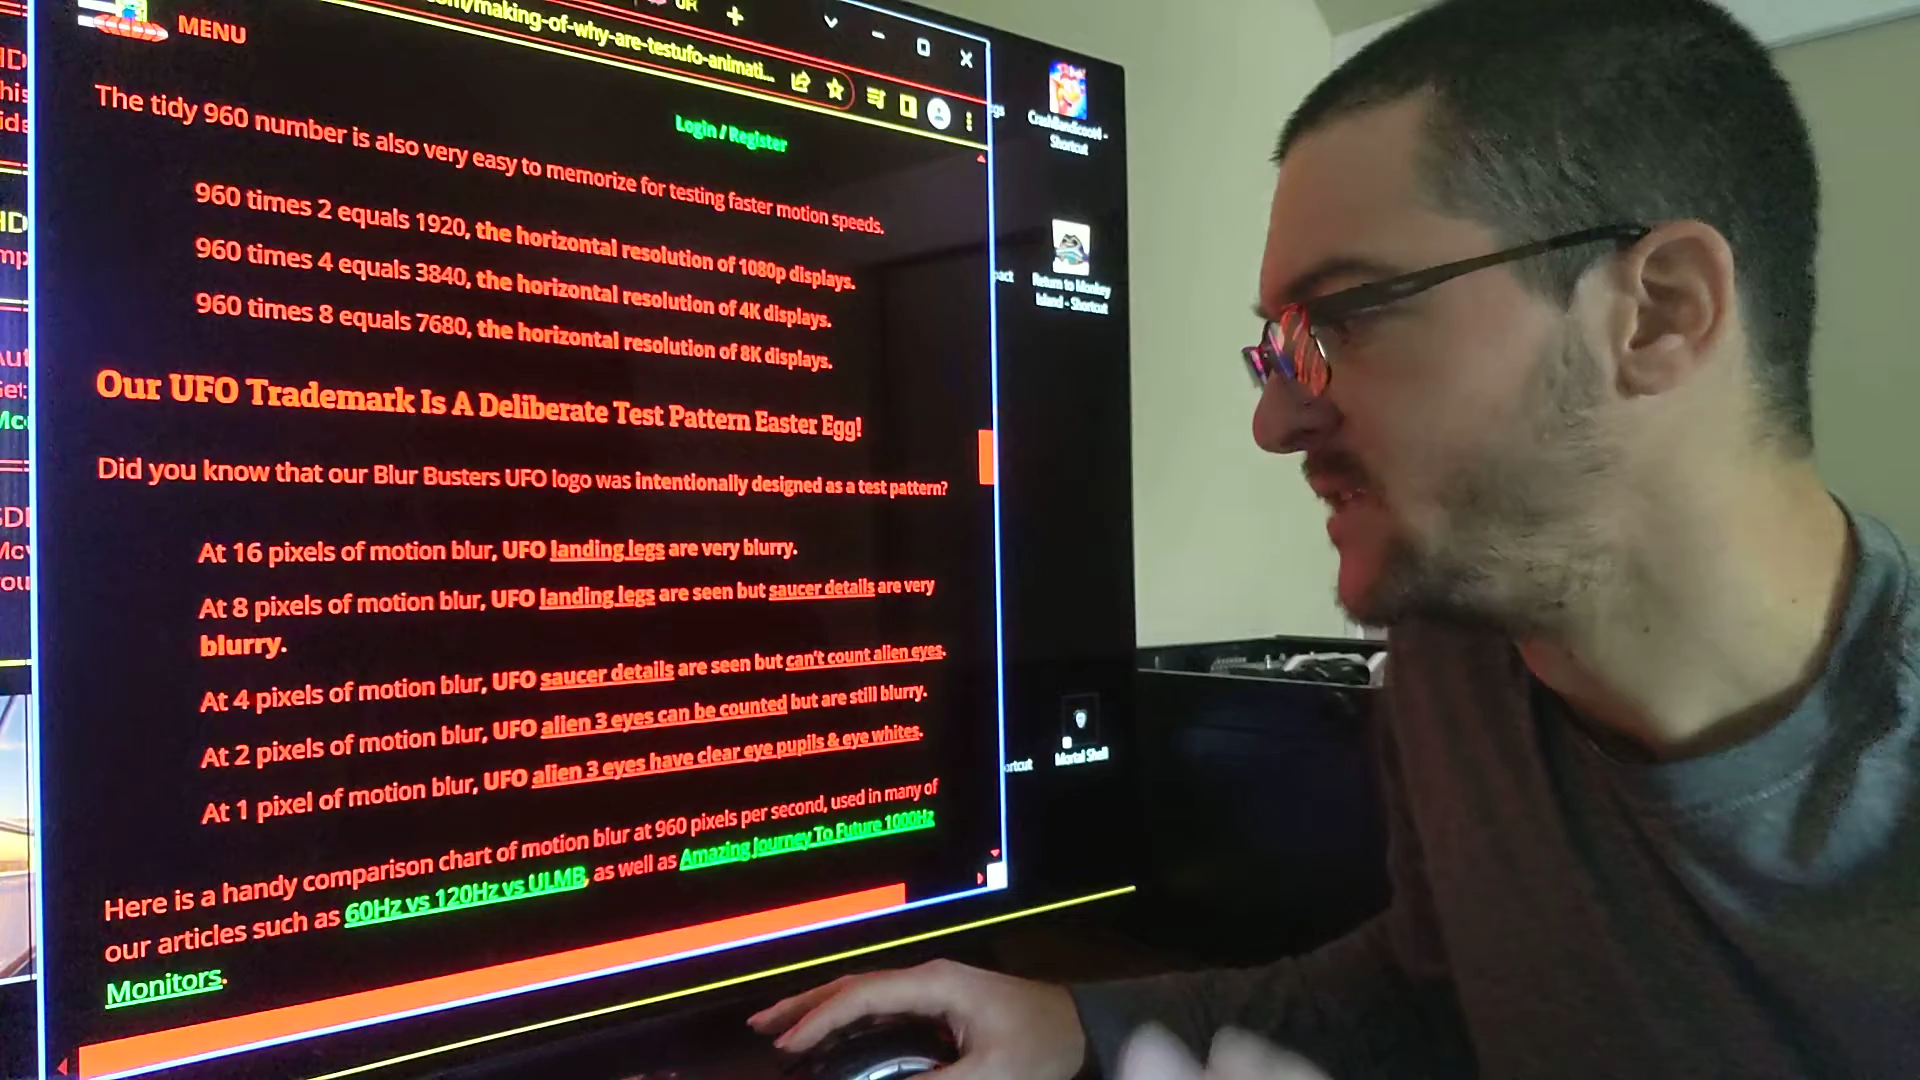 UR
om/making-of-why-are-testufo-animati...
MENU
Login / Register
The tidy 960 number is also very easy to memorize for testing faster motion speeds.
960 times 2 equals 1920, the horizontal resolution of 1080p displays.
960 times 4 equals 3840, the horizontal resolution of 4K displays.
960 times 8 equals 7680, the horizontal resolution of 8K displays.
Our UFO Trademark Is A Deliberate Test Pattern Easter Egg!
Did you know that our Blur Busters UFO logo was intentionally designed as a test pattern?
At 16 pixels of motion blur, UFO landing legs are very blurry.
At 8 pixels of motion blur, UFO landing legs are seen but saucer details are very
blurry.
At 4 pixels of motion blur, UFO saucer details are seen but can't count alien eyes.
At 2 pixels of motion blur, UFO alien 3 eyes can be counted but are still blurry.
At 1 pixel of motion blur, UFO alien 3 eyes have clear eye pupils & eye whites.
Here is a handy comparison chart of motion blur at 960 pixels per second, used in many of
our articles such as 60Hz vs 120Hz vs ULMB, as well as Amazing Journey To Future 1000Hz
Monitors.
CrashBandicoot4 -
Shortcut
Return to Monkey
Island - Shortcut
ortcut
Mortal Shell